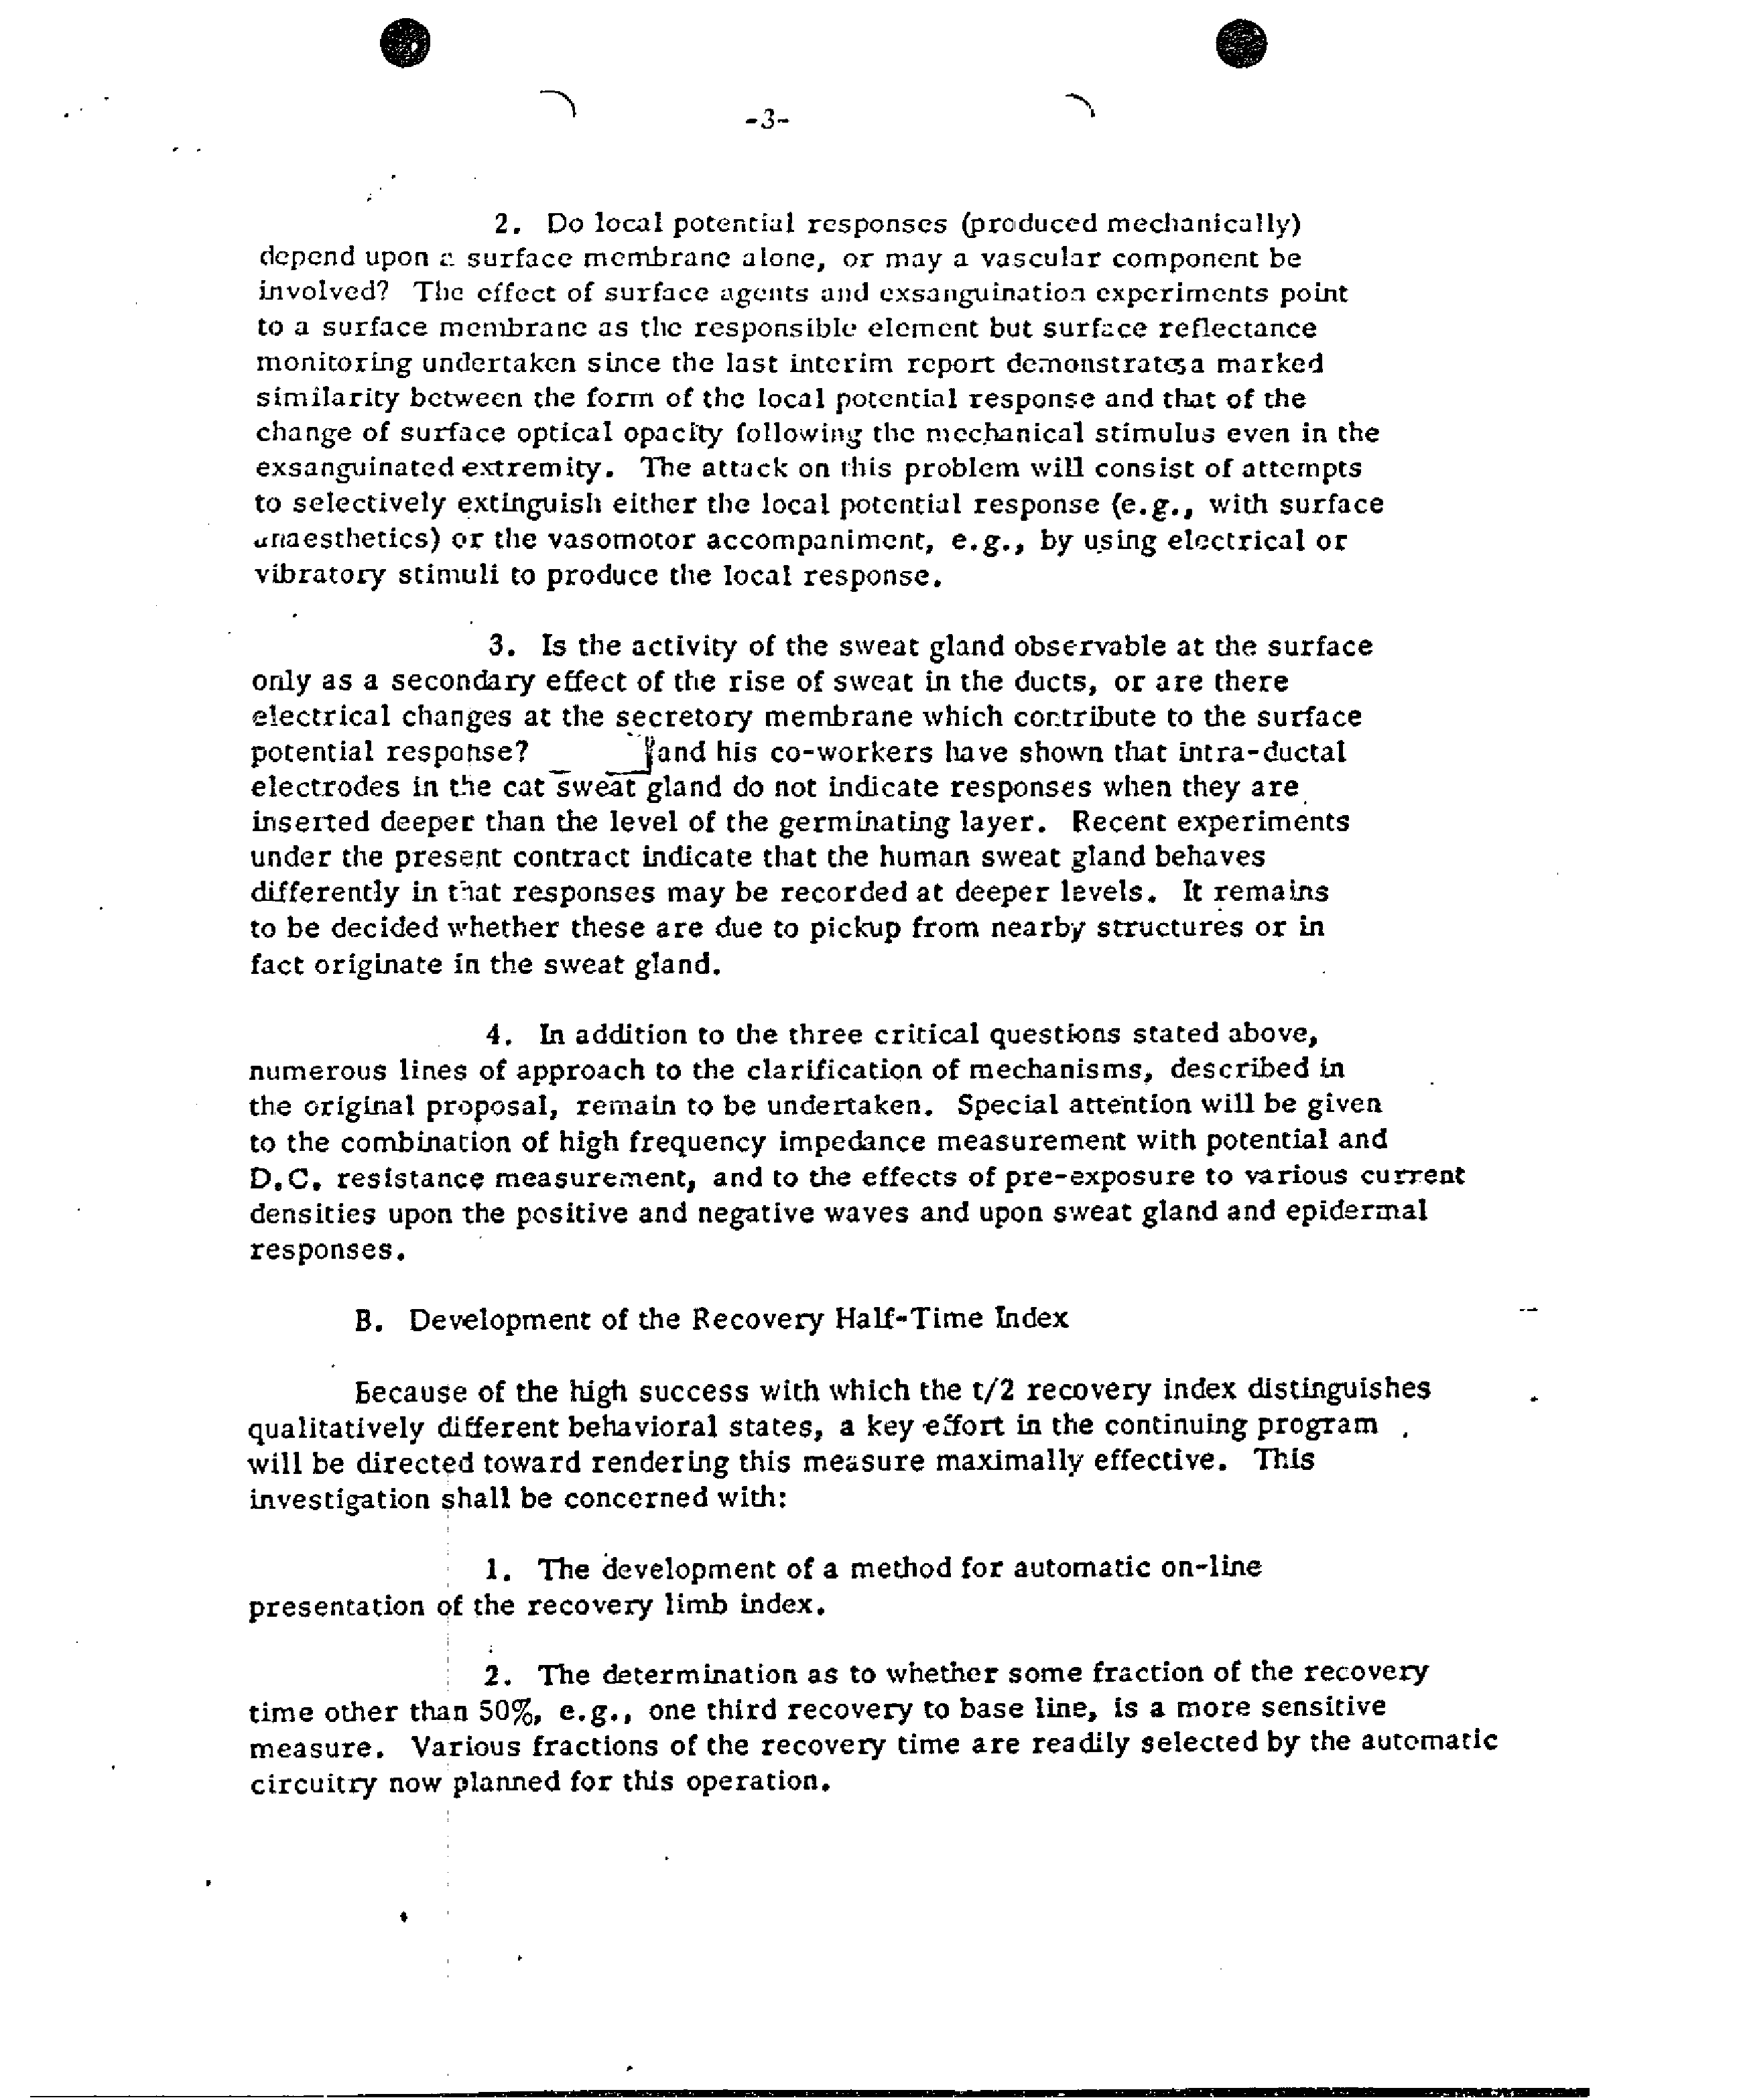 -3-
2. Do local potential responses (produced mechanically)
depend upon a surface membrane alone, or may a vascular component be
involved? The effect of surface agents and exsanguination experiments point
to a surface membrane as the responsible element but surface reflectance
monitoring undertaken since the last interim report demonstrates a marked
similarity between the form of the local potential response and that of the
change of surface optical opacity following the mechanical stimulus even in the
exsanguinated extremity. The attack on this problem will consist of attempts
to selectively extinguish either the local potential response (e.g., with surface
anaesthetics) or the vasomotor accompaniment, e.g., by using electrical or
vibratory stimuli to produce the local response.
3. Is the activity of the sweat gland observable at the surface
only as a secondary effect of the rise of sweat in the ducts, or are there
electrical changes at the secretory membrane which contribute to the surface
potential response? and his co-workers have shown that intra-ductal
electrodes in the cat sweat gland do not indicate responses when they are
inserted deeper than the level of the germinating layer. Recent experiments
under the present contract indicate that the human sweat gland behaves
differently in that responses may be recorded at deeper levels. It remains
to be decided whether these are due to pickup from nearby structures or in
fact originate in the sweat gland.
4. In addition to the three critical questions stated above,
numerous lines of approach to the clarification of mechanisms, described in
the original proposal, remain to be undertaken. Special attention will be given
to the combination of high frequency impedance measurement with potential and
D.C. resistance measurement, and to the effects of pre-exposure to various current
densities upon the positive and negative waves and upon sweat gland and epidermal
responses.
B. Development of the Recovery Half-Time Index
Because of the high success with which the t/2 recovery index distinguishes
qualitatively different behavioral states, a key effort in the continuing program
will be directed toward rendering this measure maximally effective. This
investigation shall be concerned with:
1. The development of a method for automatic on-line
presentation of the recovery limb index.
2. The determination as to whether some fraction of the recovery
time other than 50%, e.g., one third recovery to base line, is a more sensitive
measure. Various fractions of the recovery time are readily selected by the automatic
circuitry now planned for this operation.